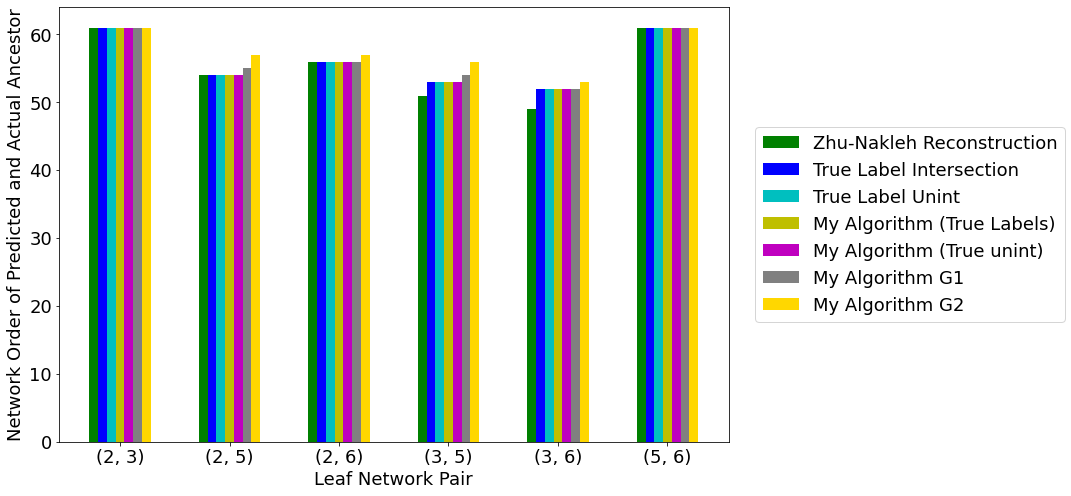 Network Order of Predicted and Actual Ancestor
60
50
40
30
20
10
0
(2, 3) (2, 5) (2, 6) (3, 5) (3, 6) (5, 6)
Leaf Network Pair
Zhu-Nakleh Reconstruction
True Label Intersection
True Label Unint
My Algorithm (True Labels)
My Algorithm (True unint)
My Algorithm G1
My Algorithm G2